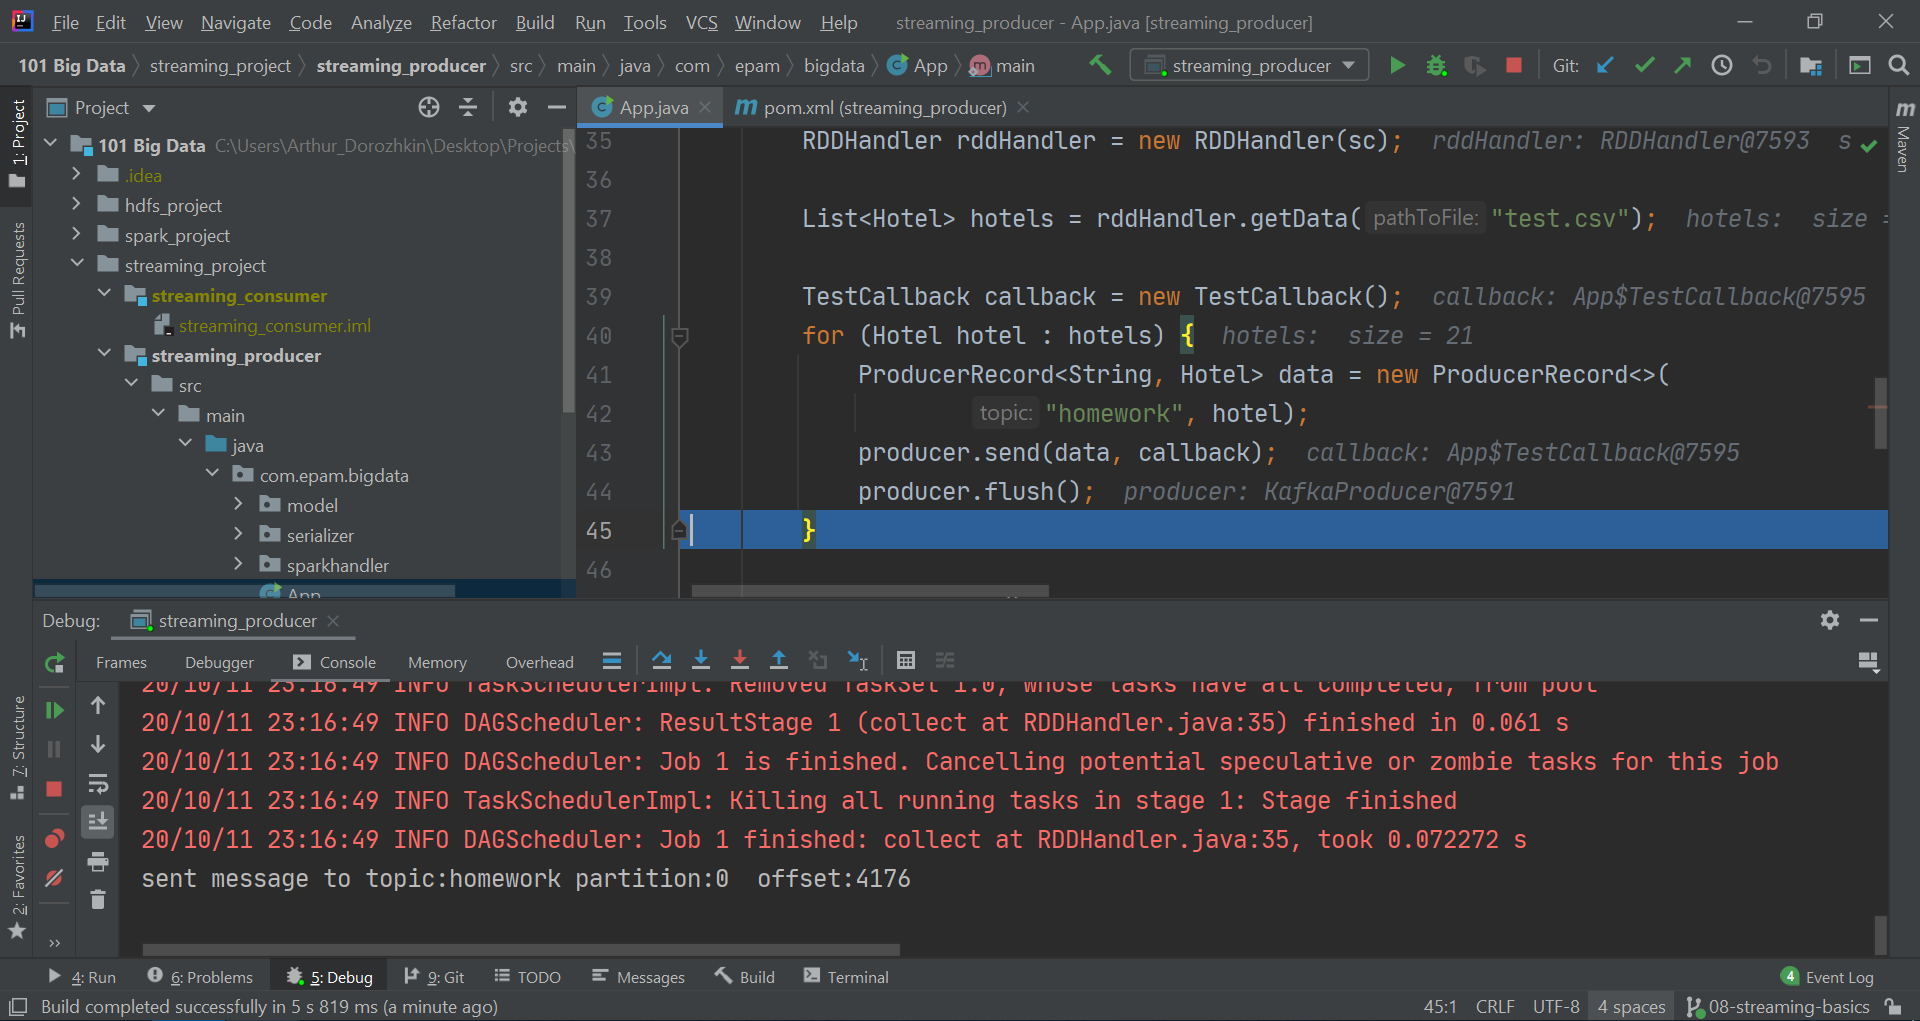 File Edit View Navigate Code Analyze Refactor Build Run Tools VCS Window Help streaming_producer - App.java [streaming_producer]
101 Big Data streaming_project streaming_producer src main java com epam bigdata App main streaming_producer Git:
1: Project
Pull Requests
7: Structure
2: Favorites
Project
101 Big Data C:\Users\Arthur_Dorozhkin\Desktop\Projects\
.idea
hdfs_project
spark_project
streaming_project
streaming_consumer
streaming_consumer.iml
streaming_producer
src
main
java
com.epam.bigdata
model
serializer
sparkhandler
App
App.java pom.xml (streaming_producer)
35 RDDHandler rddHandler = new RDDHandler(sc); rddHandler: RDDHandler@7593 s
36
37 List<Hotel> hotels = rddHandler.getData( pathToFile: "test.csv"); hotels: size =
38
39 TestCallback callback = new TestCallback(); callback: App$TestCallback@7595
40 for (Hotel hotel : hotels) { hotels: size = 21
41 ProducerRecord<String, Hotel> data = new ProducerRecord<>(
42 topic: "homework", hotel);
43 producer.send(data, callback); callback: App$TestCallback@7595
44 producer.flush(); producer: KafkaProducer@7591
45 }
46
Maven
Debug: streaming_producer
Frames Debugger Console Memory Overhead
20/10/11 23:16:49 INFO TaskSchedulerImpl: Removed TaskSet 1.0, whose tasks have all completed, from pool
20/10/11 23:16:49 INFO DAGScheduler: ResultStage 1 (collect at RDDHandler.java:35) finished in 0.061 s
20/10/11 23:16:49 INFO DAGScheduler: Job 1 is finished. Cancelling potential speculative or zombie tasks for this job
20/10/11 23:16:49 INFO TaskSchedulerImpl: Killing all running tasks in stage 1: Stage finished
20/10/11 23:16:49 INFO DAGScheduler: Job 1 finished: collect at RDDHandler.java:35, took 0.072272 s
sent message to topic:homework partition:0 offset:4176
4: Run 6: Problems 5: Debug 9: Git TODO Messages Build Terminal 4 Event Log
Build completed successfully in 5 s 819 ms (a minute ago) 45:1 CRLF UTF-8 4 spaces 08-streaming-basics